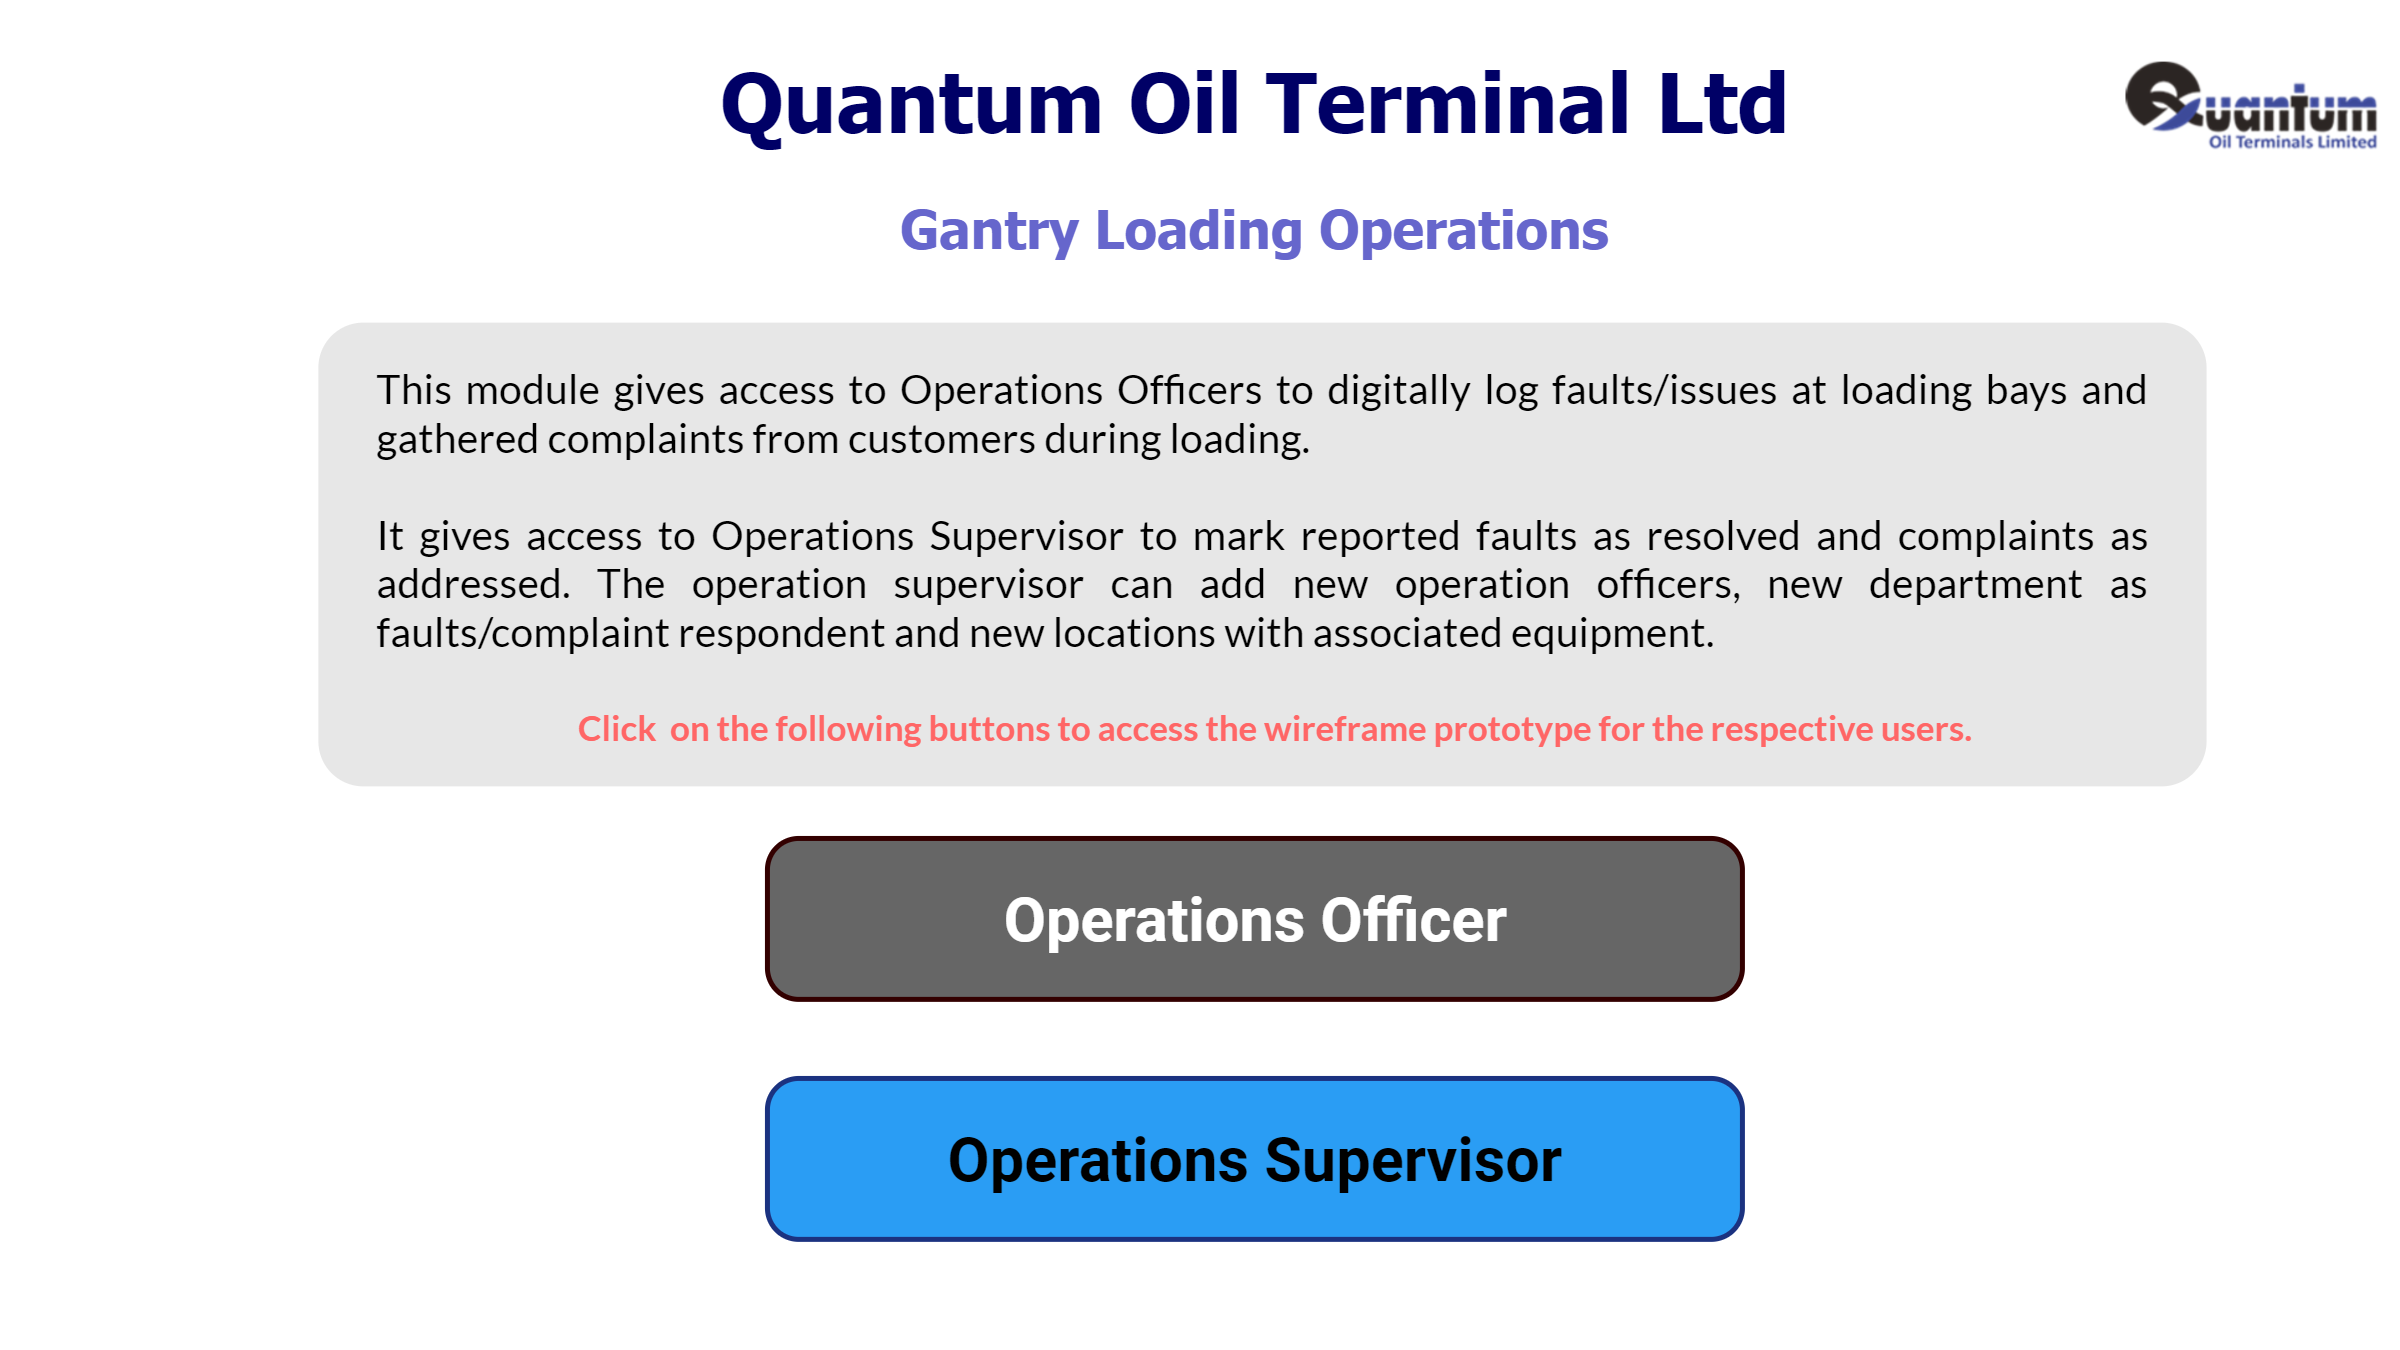 Quantum Oil Terminal Ltd
Quantum
Oil Terminals Limited
Gantry Loading Operations
This module gives access to Operations Officers to digitally log faults/issues at loading bays and
gathered complaints from customers during loading.
It gives access to Operations Supervisor to mark reported faults as resolved and complaints as
addressed. The operation supervisor can add new operation officers, new department as
faults/complaint respondent and new locations with associated equipment.
Click on the following buttons to access the wireframe prototype for the respective users.
Operations Officer
Operations Supervisor